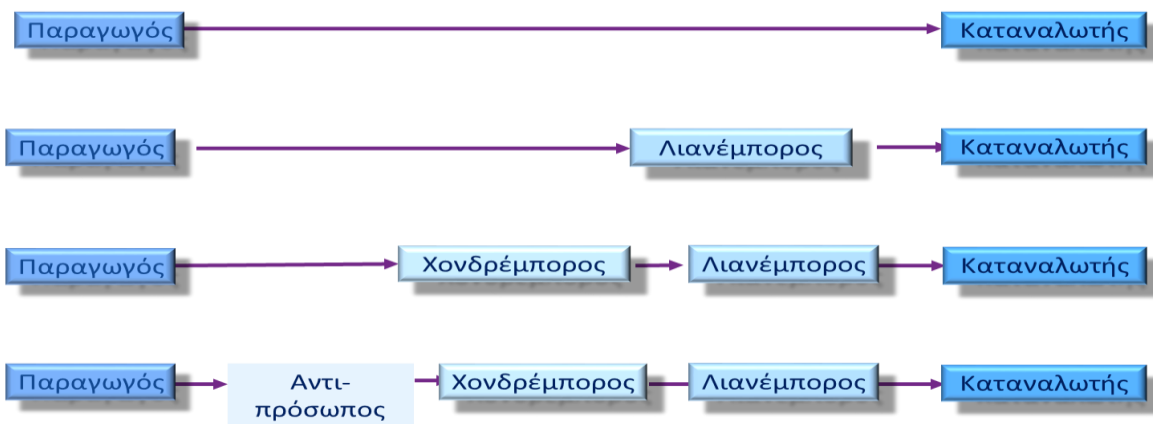 Παραγωγός Καταναλωτής
Παραγωγός Λιανέμπορος Καταναλωτής
Παραγωγός Χονδρέμπορος Λιανέμπορος Καταναλωτής
Παραγωγός Αντι- Χονδρέμπορος Λιανέμπορος Καταναλωτής
πρόσωπος